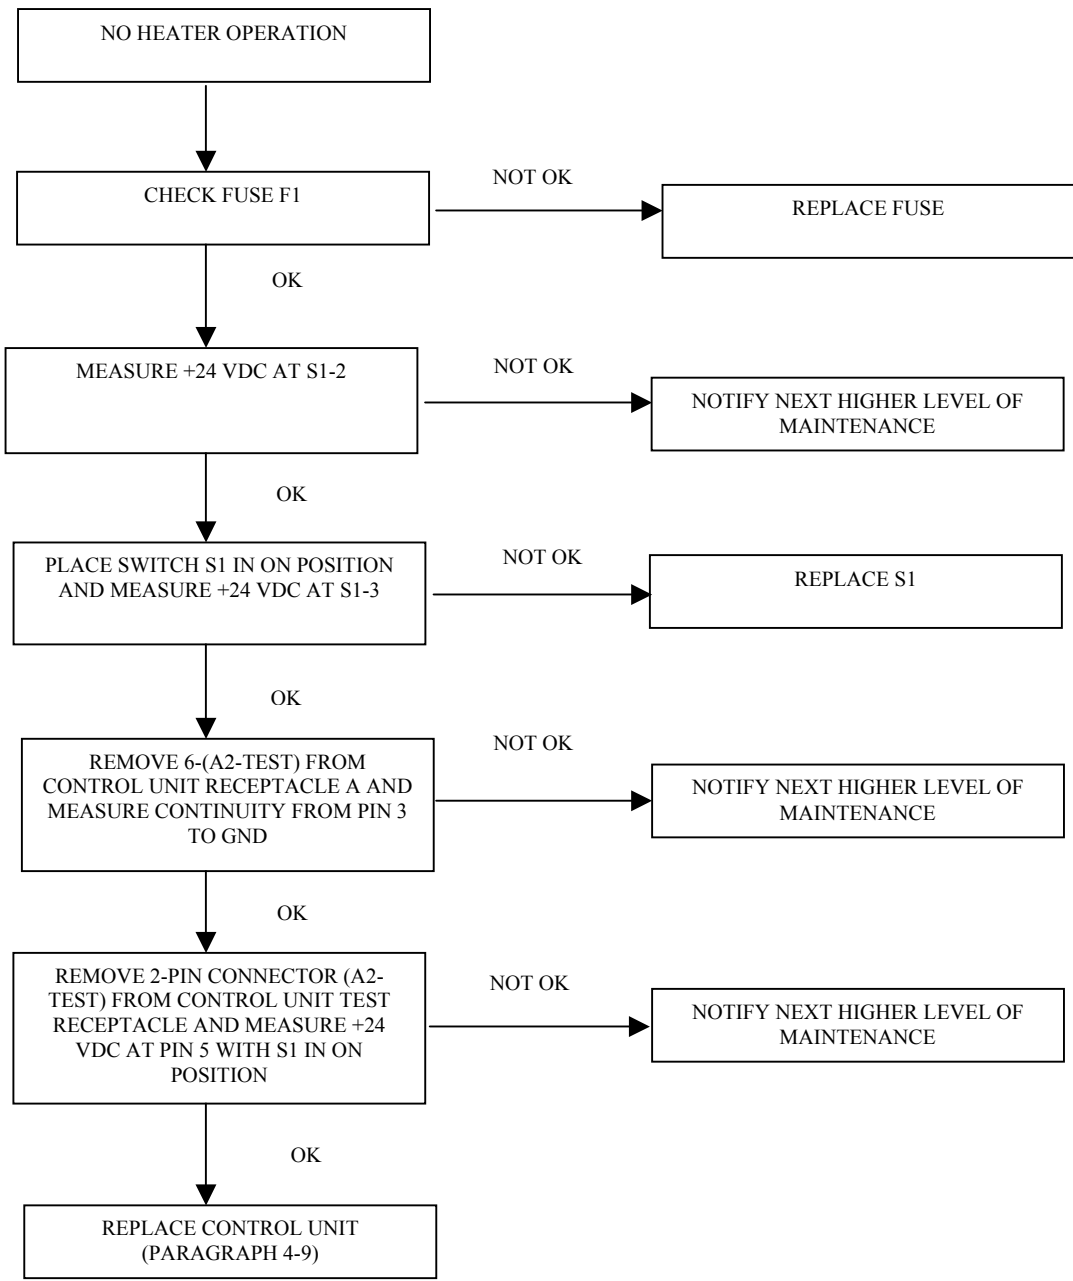 NO HEATER OPERATION
CHECK FUSE F1
NOT OK
REPLACE FUSE
OK
MEASURE +24 VDC AT S1-2
NOT OK
NOTIFY NEXT HIGHER LEVEL OF
MAINTENANCE
OK
PLACE SWITCH S1 IN ON POSITION
AND MEASURE +24 VDC AT S1-3
NOT OK
REPLACE S1
OK
REMOVE 6-(A2-TEST) FROM
CONTROL UNIT RECEPTACLE A AND
MEASURE CONTINUITY FROM PIN 3
TO GND
NOT OK
NOTIFY NEXT HIGHER LEVEL OF
MAINTENANCE
OK
REMOVE 2-PIN CONNECTOR (A2-
TEST) FROM CONTROL UNIT TEST
RECEPTACLE AND MEASURE +24
VDC AT PIN 5 WITH S1 IN ON
POSITION
NOT OK
NOTIFY NEXT HIGHER LEVEL OF
MAINTENANCE
OK
REPLACE CONTROL UNIT
(PARAGRAPH 4-9)